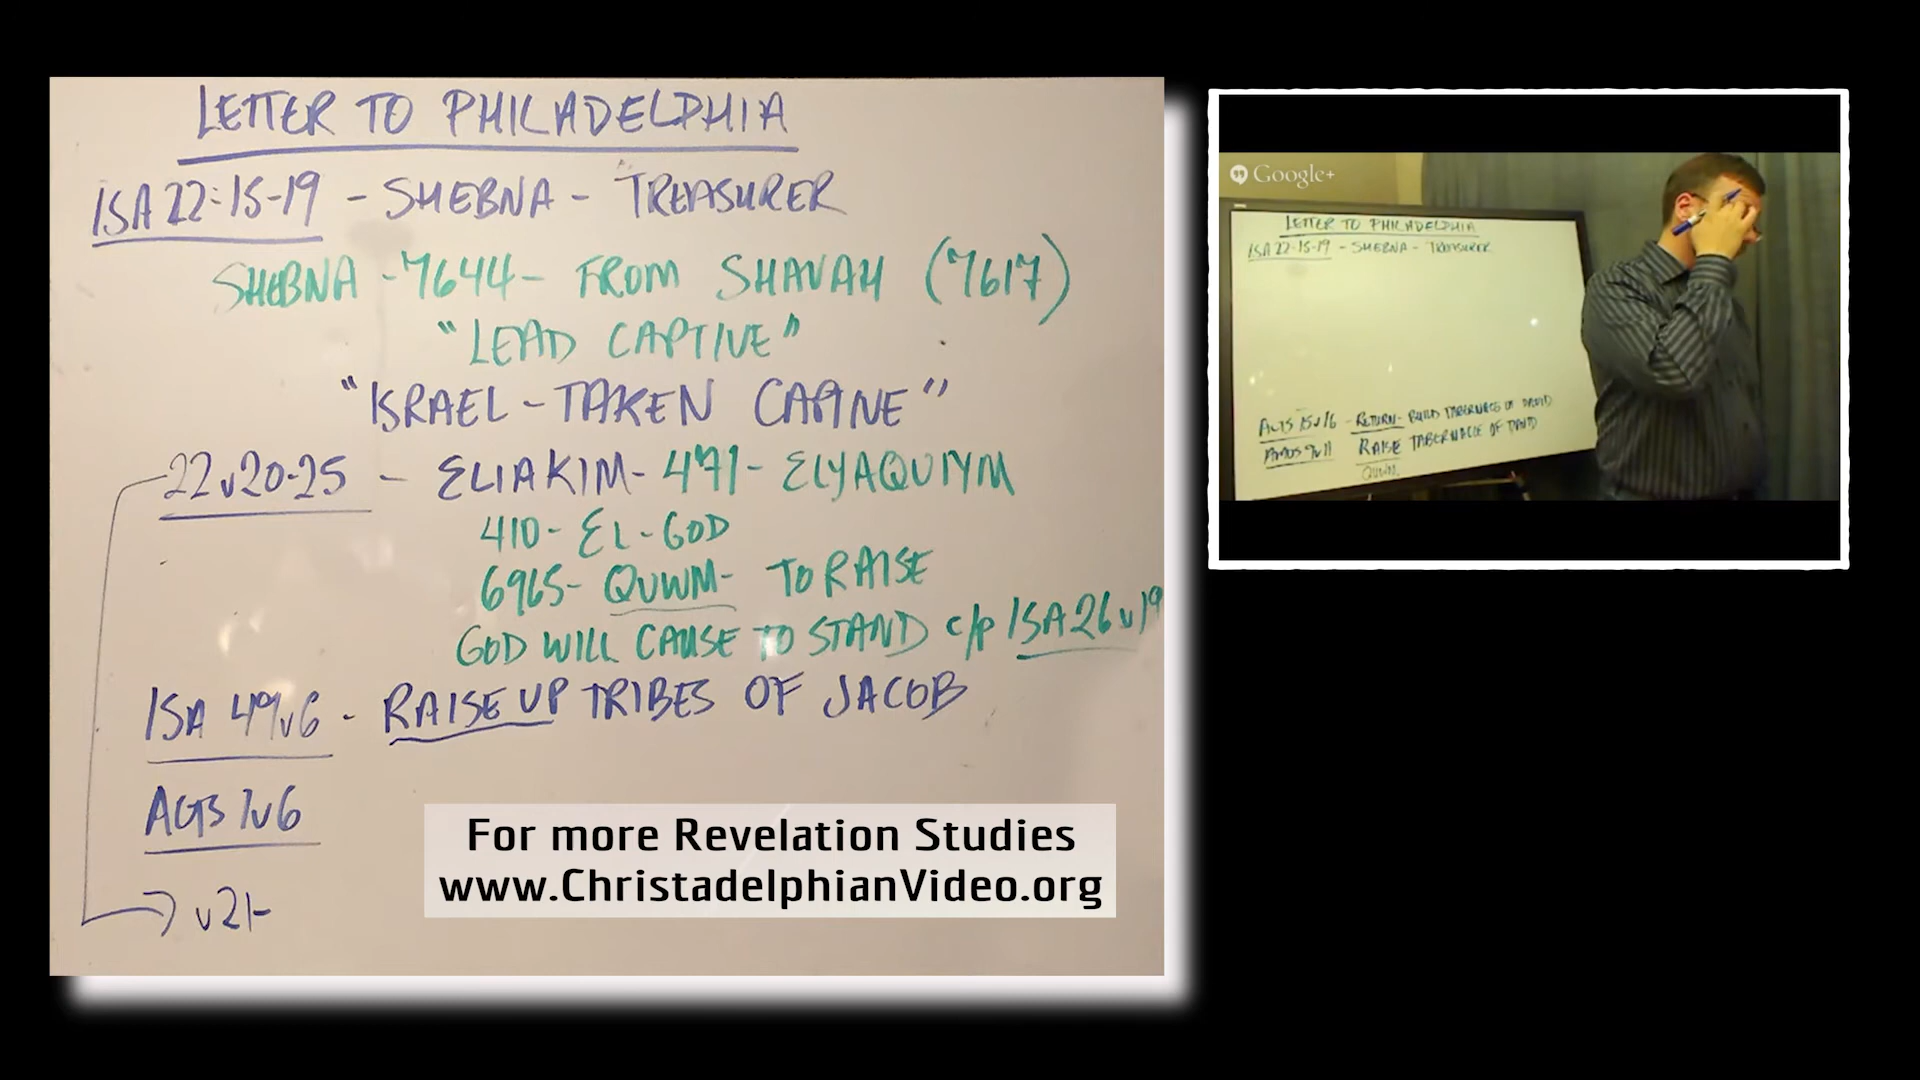 LETTER TO PHILADELPHIA
ISA 22:15-19 - SHEBNA - TREASURER
SHEBNA - 7644 - FROM SHAVAH (7617)
"LEAD CAPTIVE"
"ISRAEL - TAKEN CAPTIVE"
22v20-25 - ELIAKIM - 471 - ELYAQUIYM
410 - EL - GOD
6965 - QUWM - TO RAISE
GOD WILL CAUSE TO STAND c/p ISA 26v19
ISA 49v6 - RAISE UP TRIBES OF JACOB
ACTS 1v6
v21-
For more Revelation Studies
www.ChristadelphianVideo.org
Google+
LETTER TO PHILADELPHIA
ISA 22:15-19 - SHEBNA - TREASURER
ACTS 15v16 - RETURN - BUILD TABERNACLE OF DAVID
AMOS 9v11 RAISE TABERNACLE OF DAVID
QUWM